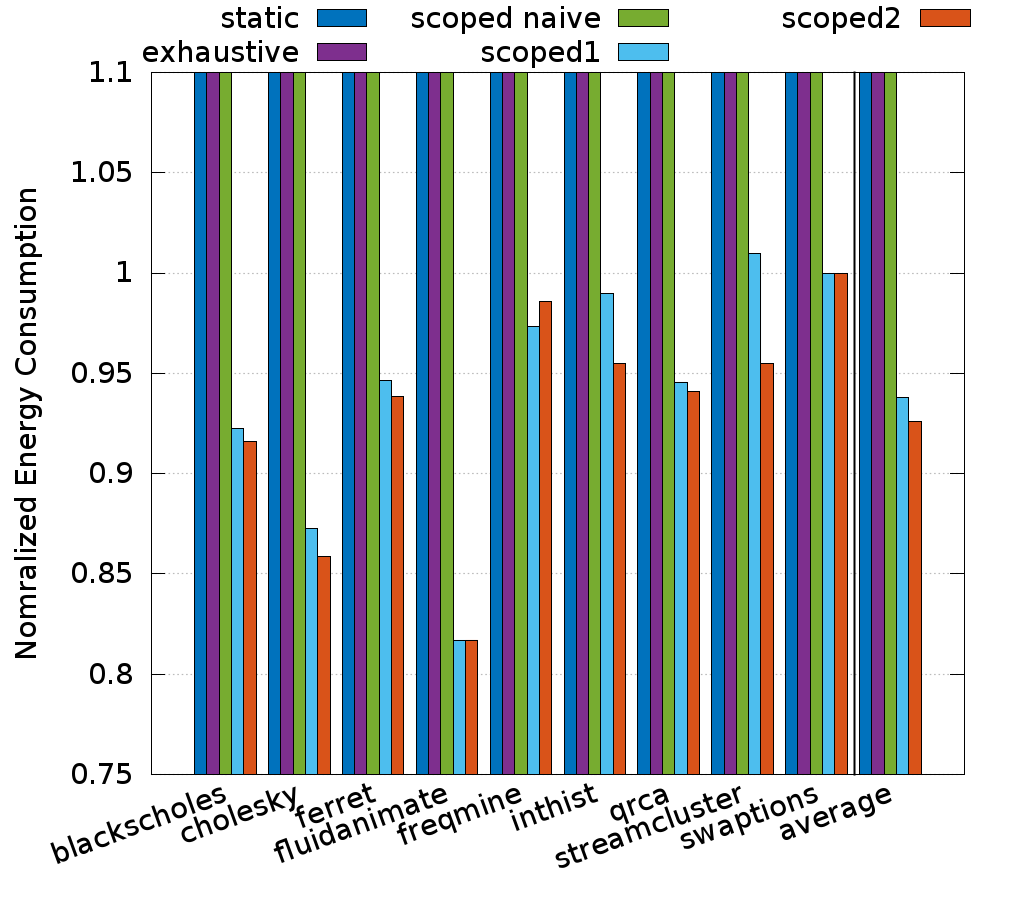 static scoped naive scoped2
exhaustive scoped1
1.1
1.05
1
0.95
0.9
0.85
0.8
0.75
Nomralized Energy Consumption
blackscholes
cholesky
ferret
fluidanimate
freqmine
inthist
qrca
streamcluster
swaptions
average